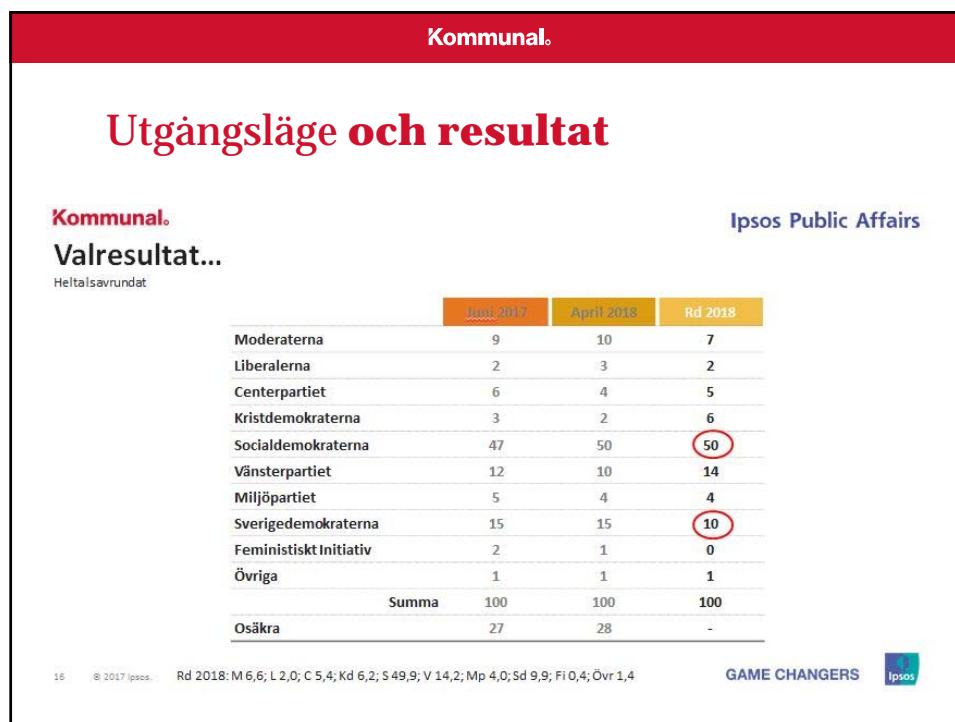 Kommunal.
Utgångsläge och resultat
Kommunal.
Ipsos Public Affairs
Valresultat...
Heltalsavrundat
Juni 2017 April 2018 Rd 2018
Moderaterna 9 10 7
Liberalerna 2 3 2
Centerpartiet 6 4 5
Kristdemokraterna 3 2 6
Socialdemokraterna 47 50 50
Vänsterpartiet 12 10 14
Miljöpartiet 5 4 4
Sverigedemokraterna 15 15 10
Feministiskt Initiativ 2 1 0
Övriga 1 1 1
Summa 100 100 100
Osäkra 27 28 -
16 © 2017 Ipsos. Rd 2018: M 6,6; L 2,0; C 5,4; Kd 6,2; S 49,9; V 14,2; Mp 4,0; Sd 9,9; Fi 0,4; Övr 1,4
GAME CHANGERS Ipsos